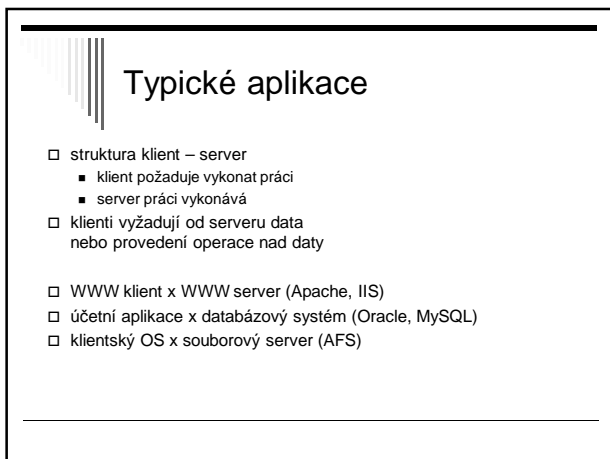 Typické aplikace
struktura klient – server
klient požaduje vykonat práci
server práci vykonává
klienti vyžadují od serveru data
nebo provedení operace nad daty
WWW klient x WWW server (Apache, IIS)
účetní aplikace x databázový systém (Oracle, MySQL)
klientský OS x souborový server (AFS)